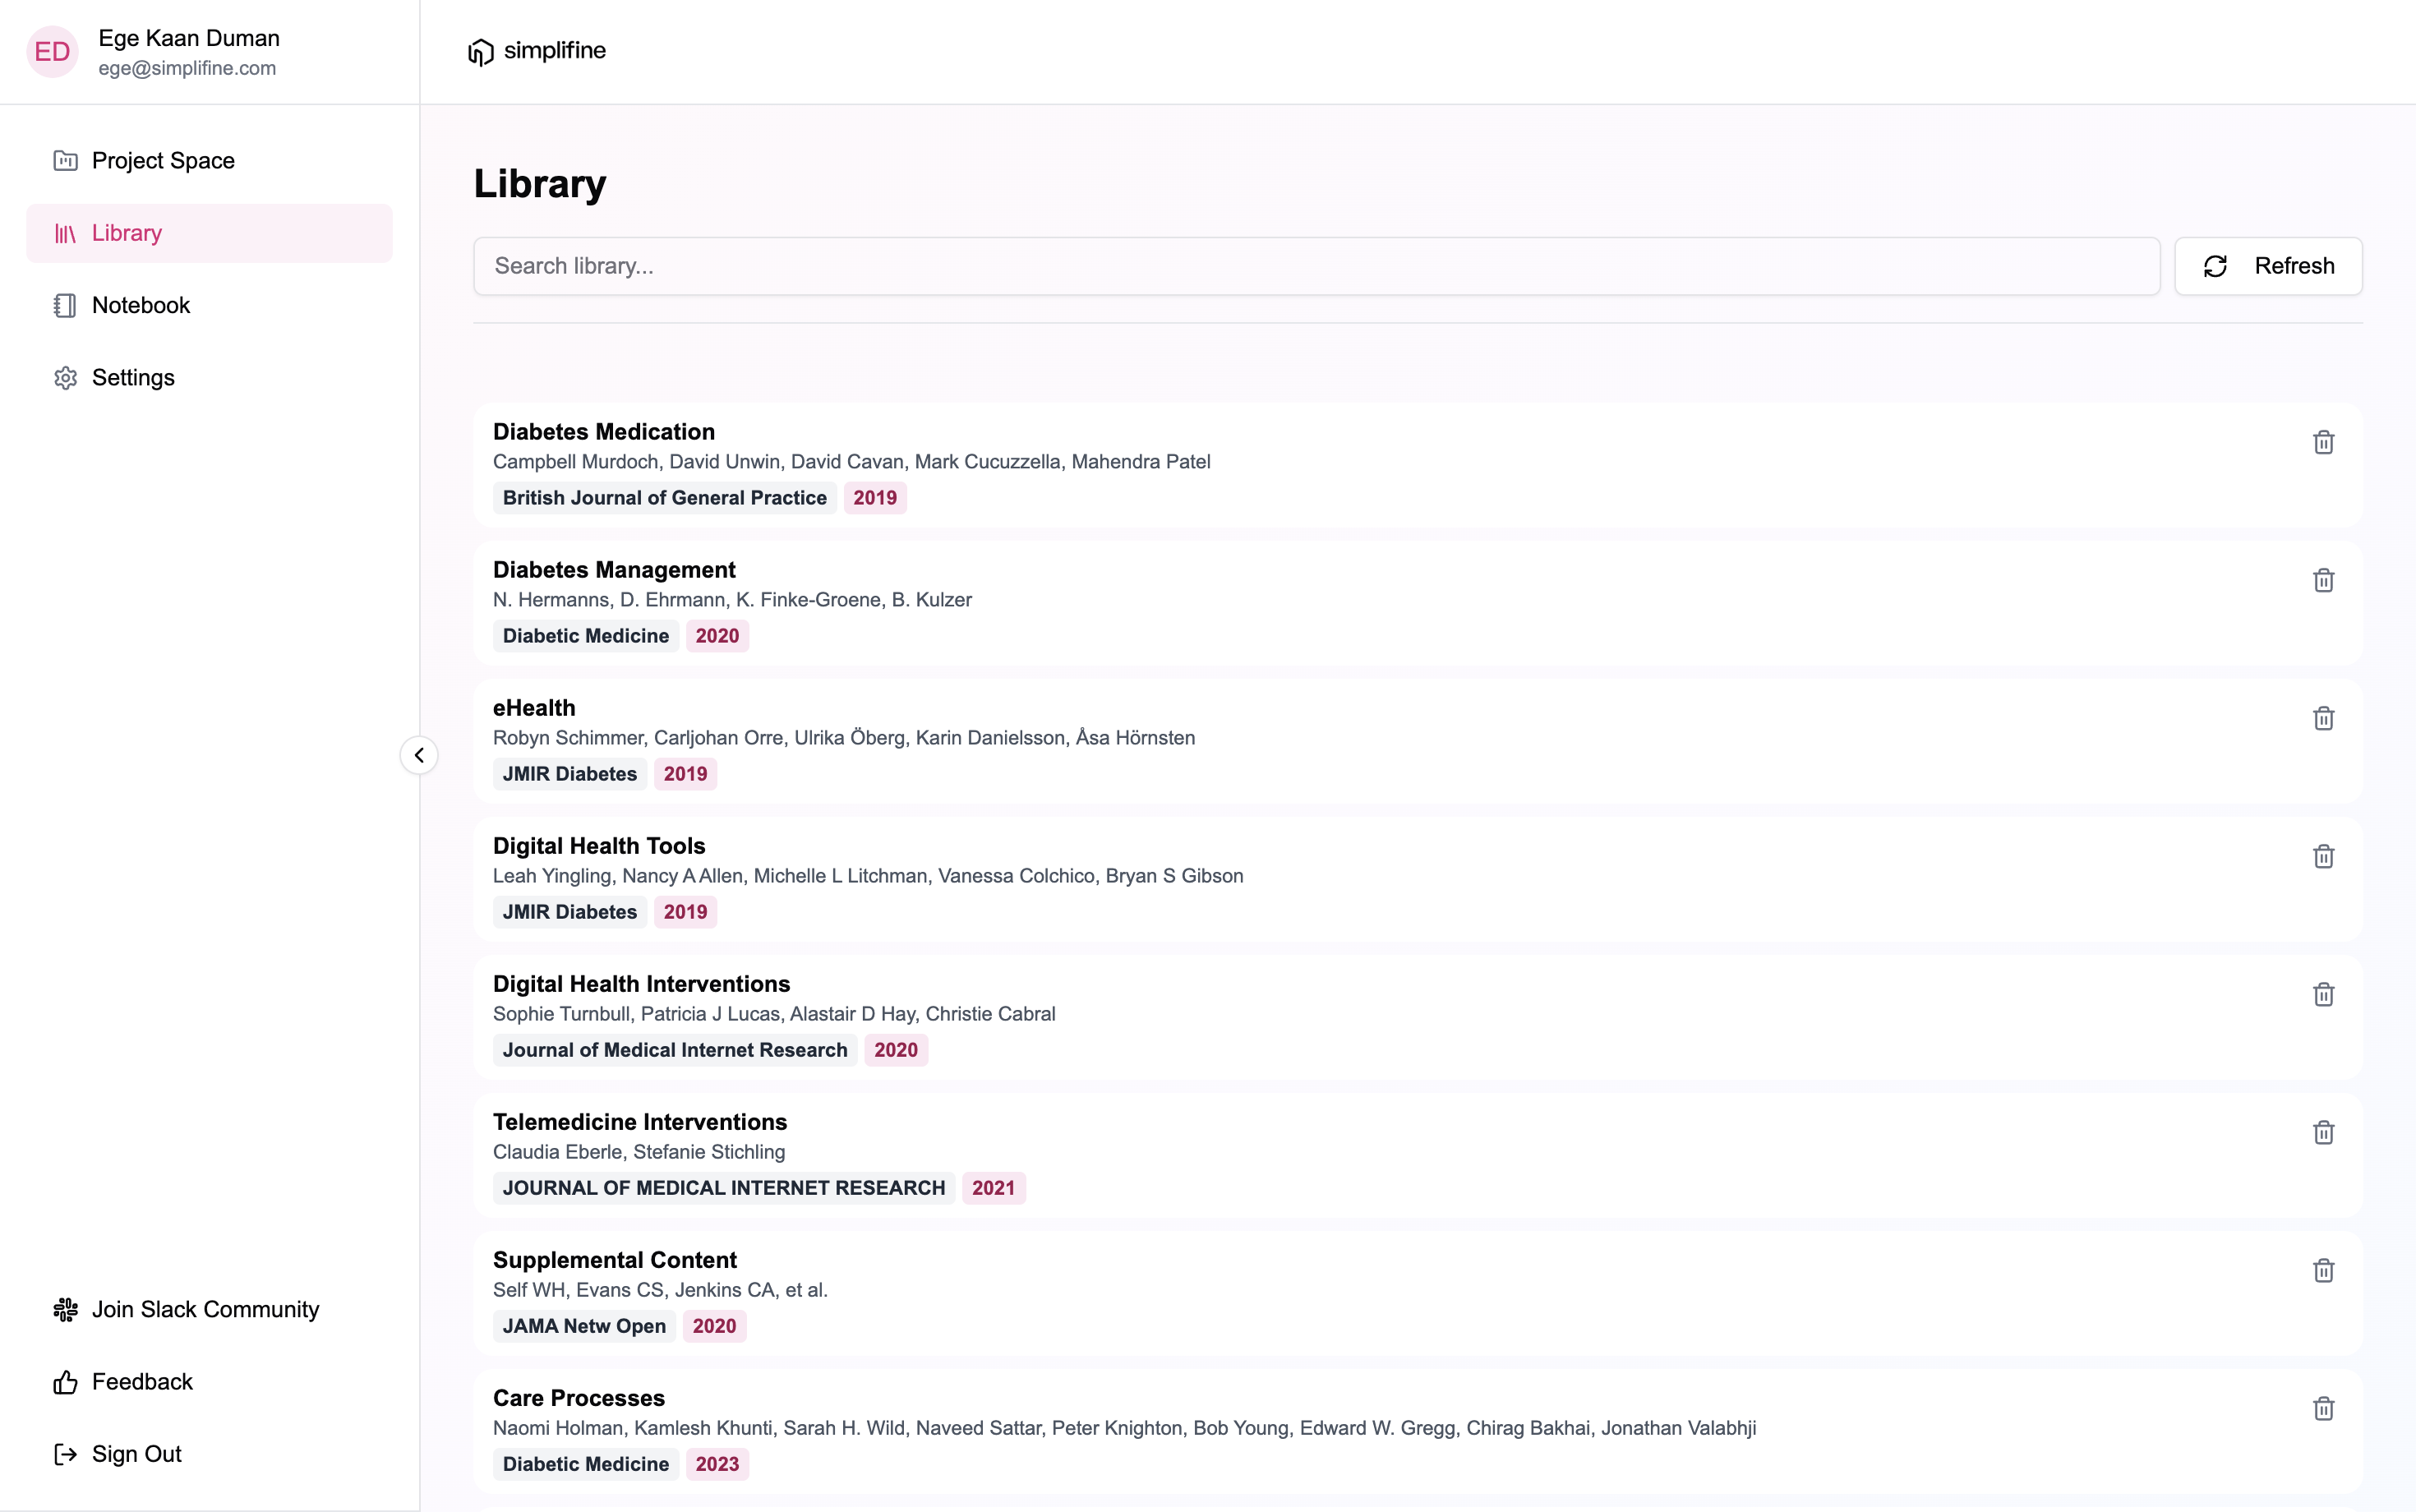 ED
Ege Kaan Duman
ege@simplifine.com
simplifine
Project Space
Library
Notebook
Settings
Join Slack Community
Feedback
Sign Out
Library
Search library...
Refresh
Diabetes Medication
Campbell Murdoch, David Unwin, David Cavan, Mark Cucuzzella, Mahendra Patel
British Journal of General Practice 2019
Diabetes Management
N. Hermanns, D. Ehrmann, K. Finke-Groene, B. Kulzer
Diabetic Medicine 2020
eHealth
Robyn Schimmer, Carljohan Orre, Ulrika Öberg, Karin Danielsson, Åsa Hörnsten
JMIR Diabetes 2019
Digital Health Tools
Leah Yingling, Nancy A Allen, Michelle L Litchman, Vanessa Colchico, Bryan S Gibson
JMIR Diabetes 2019
Digital Health Interventions
Sophie Turnbull, Patricia J Lucas, Alastair D Hay, Christie Cabral
Journal of Medical Internet Research 2020
Telemedicine Interventions
Claudia Eberle, Stefanie Stichling
JOURNAL OF MEDICAL INTERNET RESEARCH 2021
Supplemental Content
Self WH, Evans CS, Jenkins CA, et al.
JAMA Netw Open 2020
Care Processes
Naomi Holman, Kamlesh Khunti, Sarah H. Wild, Naveed Sattar, Peter Knighton, Bob Young, Edward W. Gregg, Chirag Bakhai, Jonathan Valabhji
Diabetic Medicine 2023